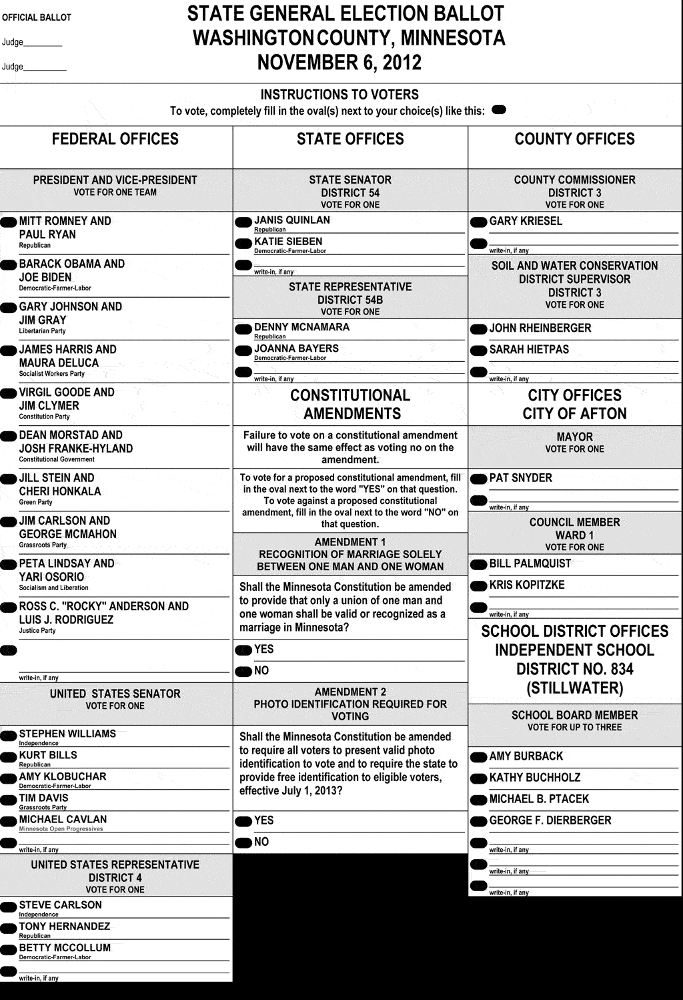 OFFICIAL BALLOT
Judge_________
Judge__________
STATE GENERAL ELECTION BALLOT
WASHINGTON COUNTY, MINNESOTA
NOVEMBER 6, 2012
INSTRUCTIONS TO VOTERS
To vote, completely fill in the oval(s) next to your choice(s) like this:
FEDERAL OFFICES
PRESIDENT AND VICE-PRESIDENT
VOTE FOR ONE TEAM
MITT ROMNEY AND
PAUL RYAN
Republican
BARACK OBAMA AND
JOE BIDEN
Democratic-Farmer-Labor
GARY JOHNSON AND
JIM GRAY
Libertarian Party
JAMES HARRIS AND
MAURA DELUCA
Socialist Workers Party
VIRGIL GOODE AND
JIM CLYMER
Constitution Party
DEAN MORSTAD AND
JOSH FRANKE-HYLAND
Constitutional Government
JILL STEIN AND
CHERI HONKALA
Green Party
JIM CARLSON AND
GEORGE MCMAHON
Grassroots Party
PETA LINDSAY AND
YARI OSORIO
Socialism and Liberation
ROSS C. "ROCKY" ANDERSON AND
LUIS J. RODRIGUEZ
Justice Party
write-in, if any
UNITED STATES SENATOR
VOTE FOR ONE
STEPHEN WILLIAMS
Independence
KURT BILLS
Republican
AMY KLOBUCHAR
Democratic-Farmer-Labor
TIM DAVIS
Grassroots Party
MICHAEL CAVLAN
Minnesota Open Progressives
write-in, if any
UNITED STATES REPRESENTATIVE
DISTRICT 4
VOTE FOR ONE
STEVE CARLSON
Independence
TONY HERNANDEZ
Republican
BETTY MCCOLLUM
Democratic-Farmer-Labor
write-in, if any
STATE OFFICES
STATE SENATOR
DISTRICT 54
VOTE FOR ONE
JANIS QUINLAN
Republican
KATIE SIEBEN
Democratic-Farmer-Labor
write-in, if any
STATE REPRESENTATIVE
DISTRICT 54B
VOTE FOR ONE
DENNY MCNAMARA
Republican
JOANNA BAYERS
Democratic-Farmer-Labor
write-in, if any
CONSTITUTIONAL
AMENDMENTS
Failure to vote on a constitutional amendment
will have the same effect as voting no on the
amendment.
To vote for a proposed constitutional amendment, fill
in the oval next to the word "YES" on that question.
To vote against a proposed constitutional
amendment, fill in the oval next to the word "NO" on
that question.
AMENDMENT 1
RECOGNITION OF MARRIAGE SOLELY
BETWEEN ONE MAN AND ONE WOMAN
Shall the Minnesota Constitution be amended
to provide that only a union of one man and
one woman shall be valid or recognized as a
marriage in Minnesota?
YES
NO
AMENDMENT 2
PHOTO IDENTIFICATION REQUIRED FOR
VOTING
Shall the Minnesota Constitution be amended
to require all voters to present valid photo
identification to vote and to require the state to
provide free identification to eligible voters,
effective July 1, 2013?
YES
NO
COUNTY OFFICES
COUNTY COMMISSIONER
DISTRICT 3
VOTE FOR ONE
GARY KRIESEL
write-in, if any
SOIL AND WATER CONSERVATION
DISTRICT SUPERVISOR
DISTRICT 3
VOTE FOR ONE
JOHN RHEINBERGER
SARAH HIETPAS
write-in, if any
CITY OFFICES
CITY OF AFTON
MAYOR
VOTE FOR ONE
PAT SNYDER
write-in, if any
COUNCIL MEMBER
WARD 1
VOTE FOR ONE
BILL PALMQUIST
KRIS KOPITZKE
write-in, if any
SCHOOL DISTRICT OFFICES
INDEPENDENT SCHOOL
DISTRICT NO. 834
(STILLWATER)
SCHOOL BOARD MEMBER
VOTE FOR UP TO THREE
AMY BURBACK
KATHY BUCHHOLZ
MICHAEL B. PTACEK
GEORGE F. DIERBERGER
write-in, if any
write-in, if any
write-in, if any